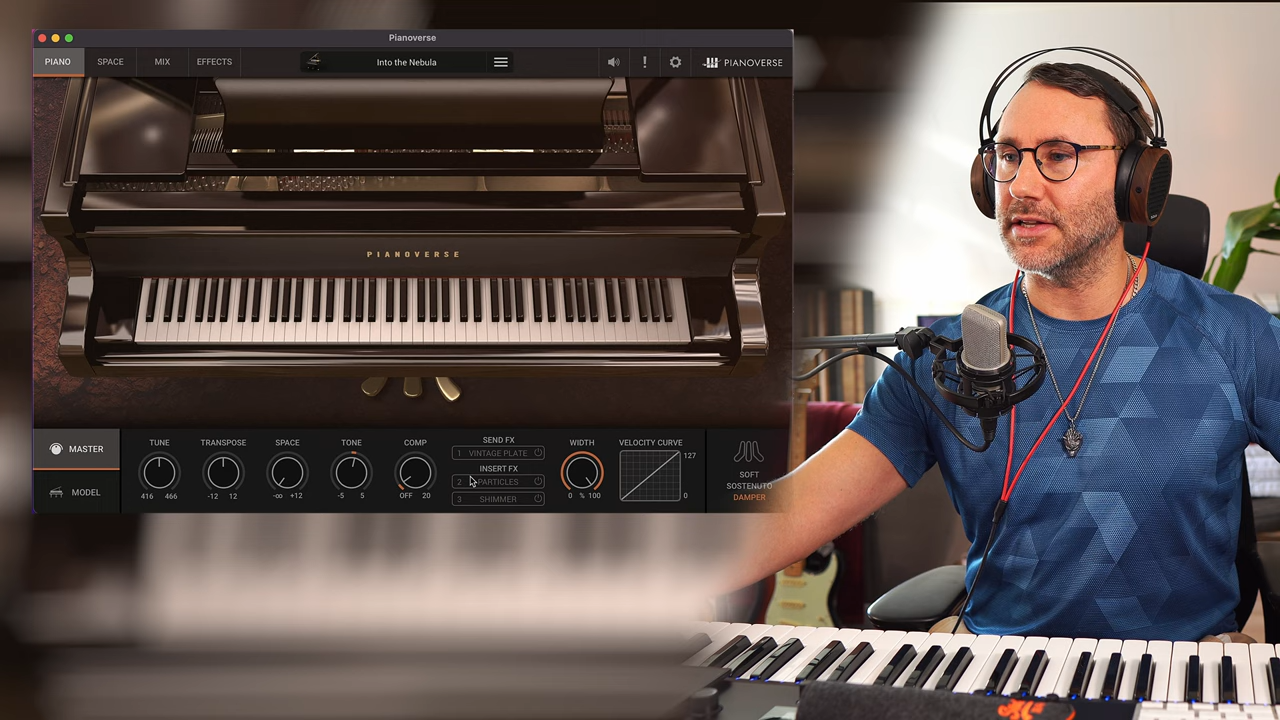 Pianoverse
PIANO SPACE MIX EFFECTS Into the Nebula ! PIANOVERSE
PIANOVERSE
MASTER
MODEL
TUNE TRANSPOSE SPACE TONE COMP
416 466 -12 12 -∞ +12 -5 5 OFF 20
SEND FX
1 VINTAGE PLATE
INSERT FX
2 PARTICLES
3 SHIMMER
WIDTH
0 % 100
VELOCITY CURVE
127
0
SOFT
SOSTENUTO
DAMPER